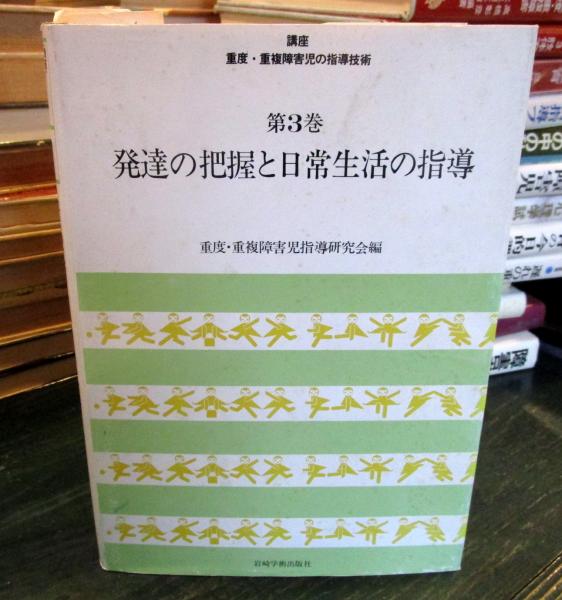 講座
重度・重複障害児の指導技術
第3巻
発達の把握と日常生活の指導
重度・重複障害児指導研究会編
岩崎学術出版社